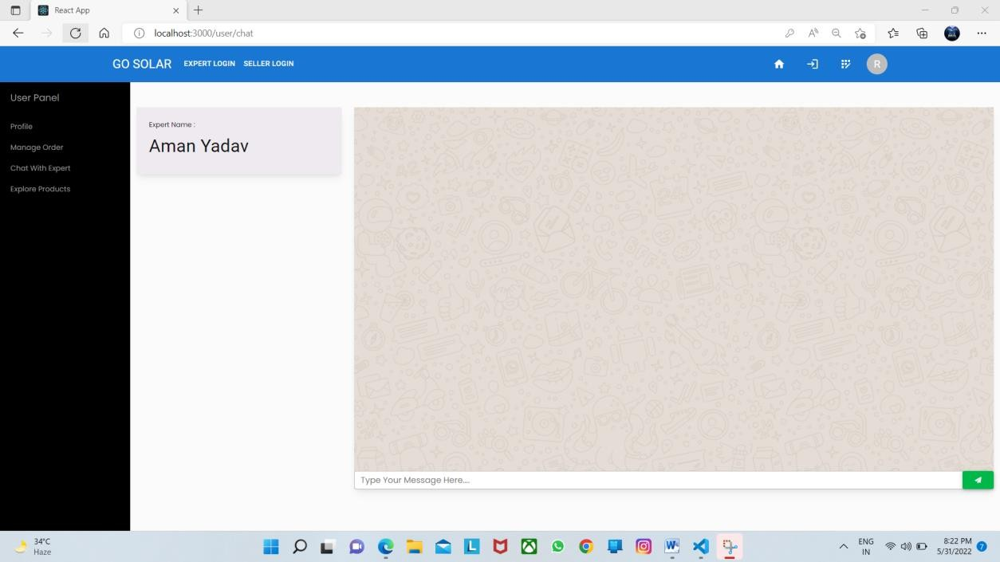 React App
localhost:3000/user/chat
GO SOLAR EXPERT LOGIN SELLER LOGIN R
User Panel
Profile
Manage Order
Chat With Expert
Explore Products
Expert Name :
Aman Yadav
Type Your Message Here....
34°C
Haze
ENG
IN
8:22 PM
5/31/2022
7